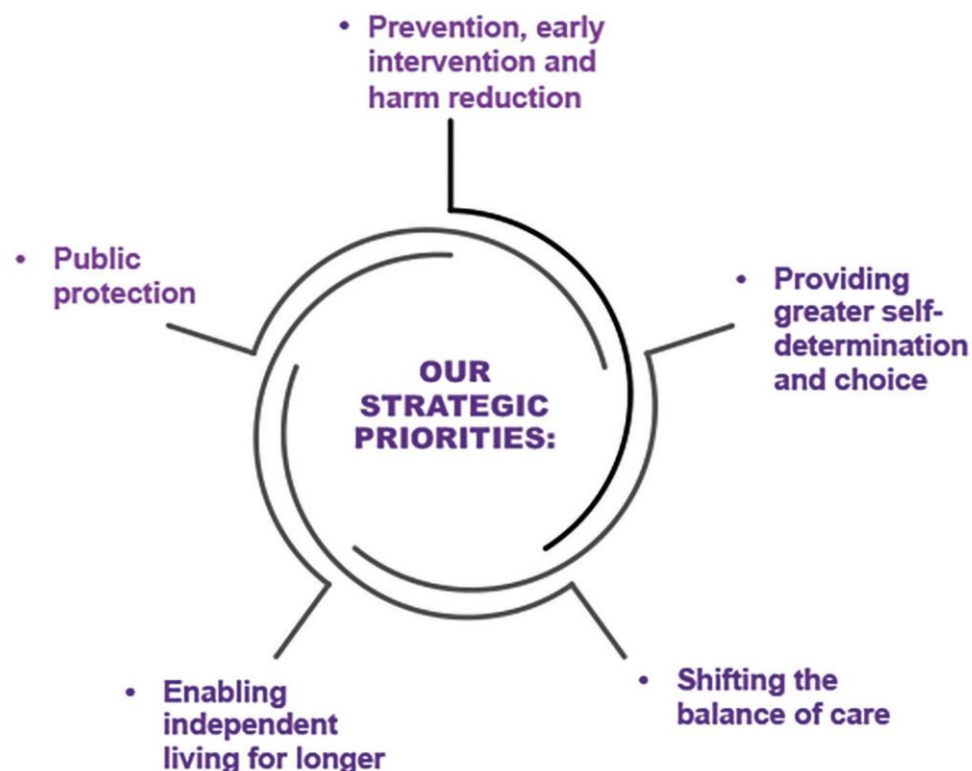 • Prevention, early
intervention and
harm reduction
• Public
protection
• Providing
greater self-
determination
and choice
OUR
STRATEGIC
PRIORITIES:
• Enabling
independent
living for longer
• Shifting the
balance of care